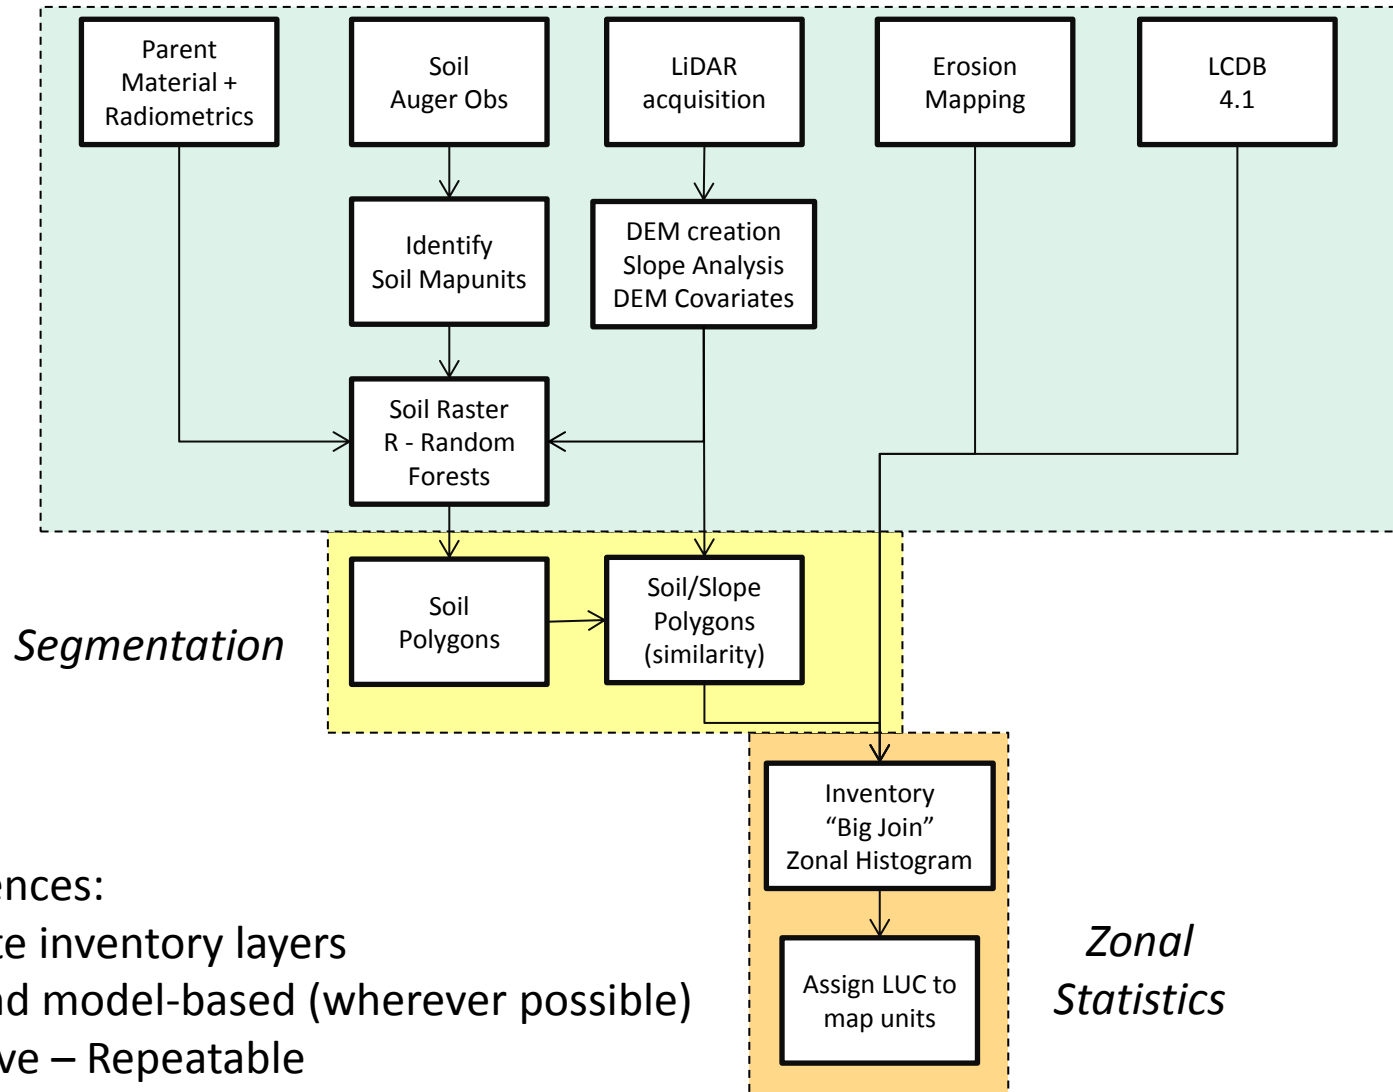 Parent
Material +
Radiometrics
Soil
Auger Obs
LiDAR
acquisition
Erosion
Mapping
LCDB
4.1
Identify
Soil Mapunits
DEM creation
Slope Analysis
DEM Covariates
Soil Raster
R - Random
Forests
Soil
Polygons
Soil/Slope
Polygons
(similarity)
Segmentation
Inventory
“Big Join”
Zonal Histogram
Assign LUC to
map units
Zonal
Statistics
ences:
te inventory layers
nd model-based (wherever possible)
ve – Repeatable